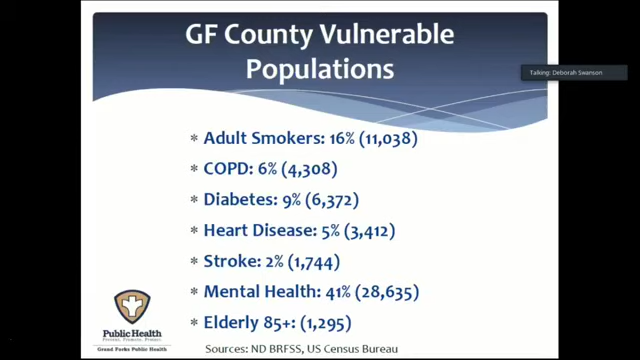 GF County Vulnerable
Populations
Talking: Deborah Swanson
* Adult Smokers: 16% (11,038)
* COPD: 6% (4,308)
* Diabetes: 9% (6,372)
* Heart Disease: 5% (3,412)
* Stroke: 2% (1,744)
* Mental Health: 41% (28,635)
* Elderly 85+: (1,295)
Public Health
Prevent. Promote. Protect.
Grand Forks Public Health
Sources: ND BRFSS, US Census Bureau